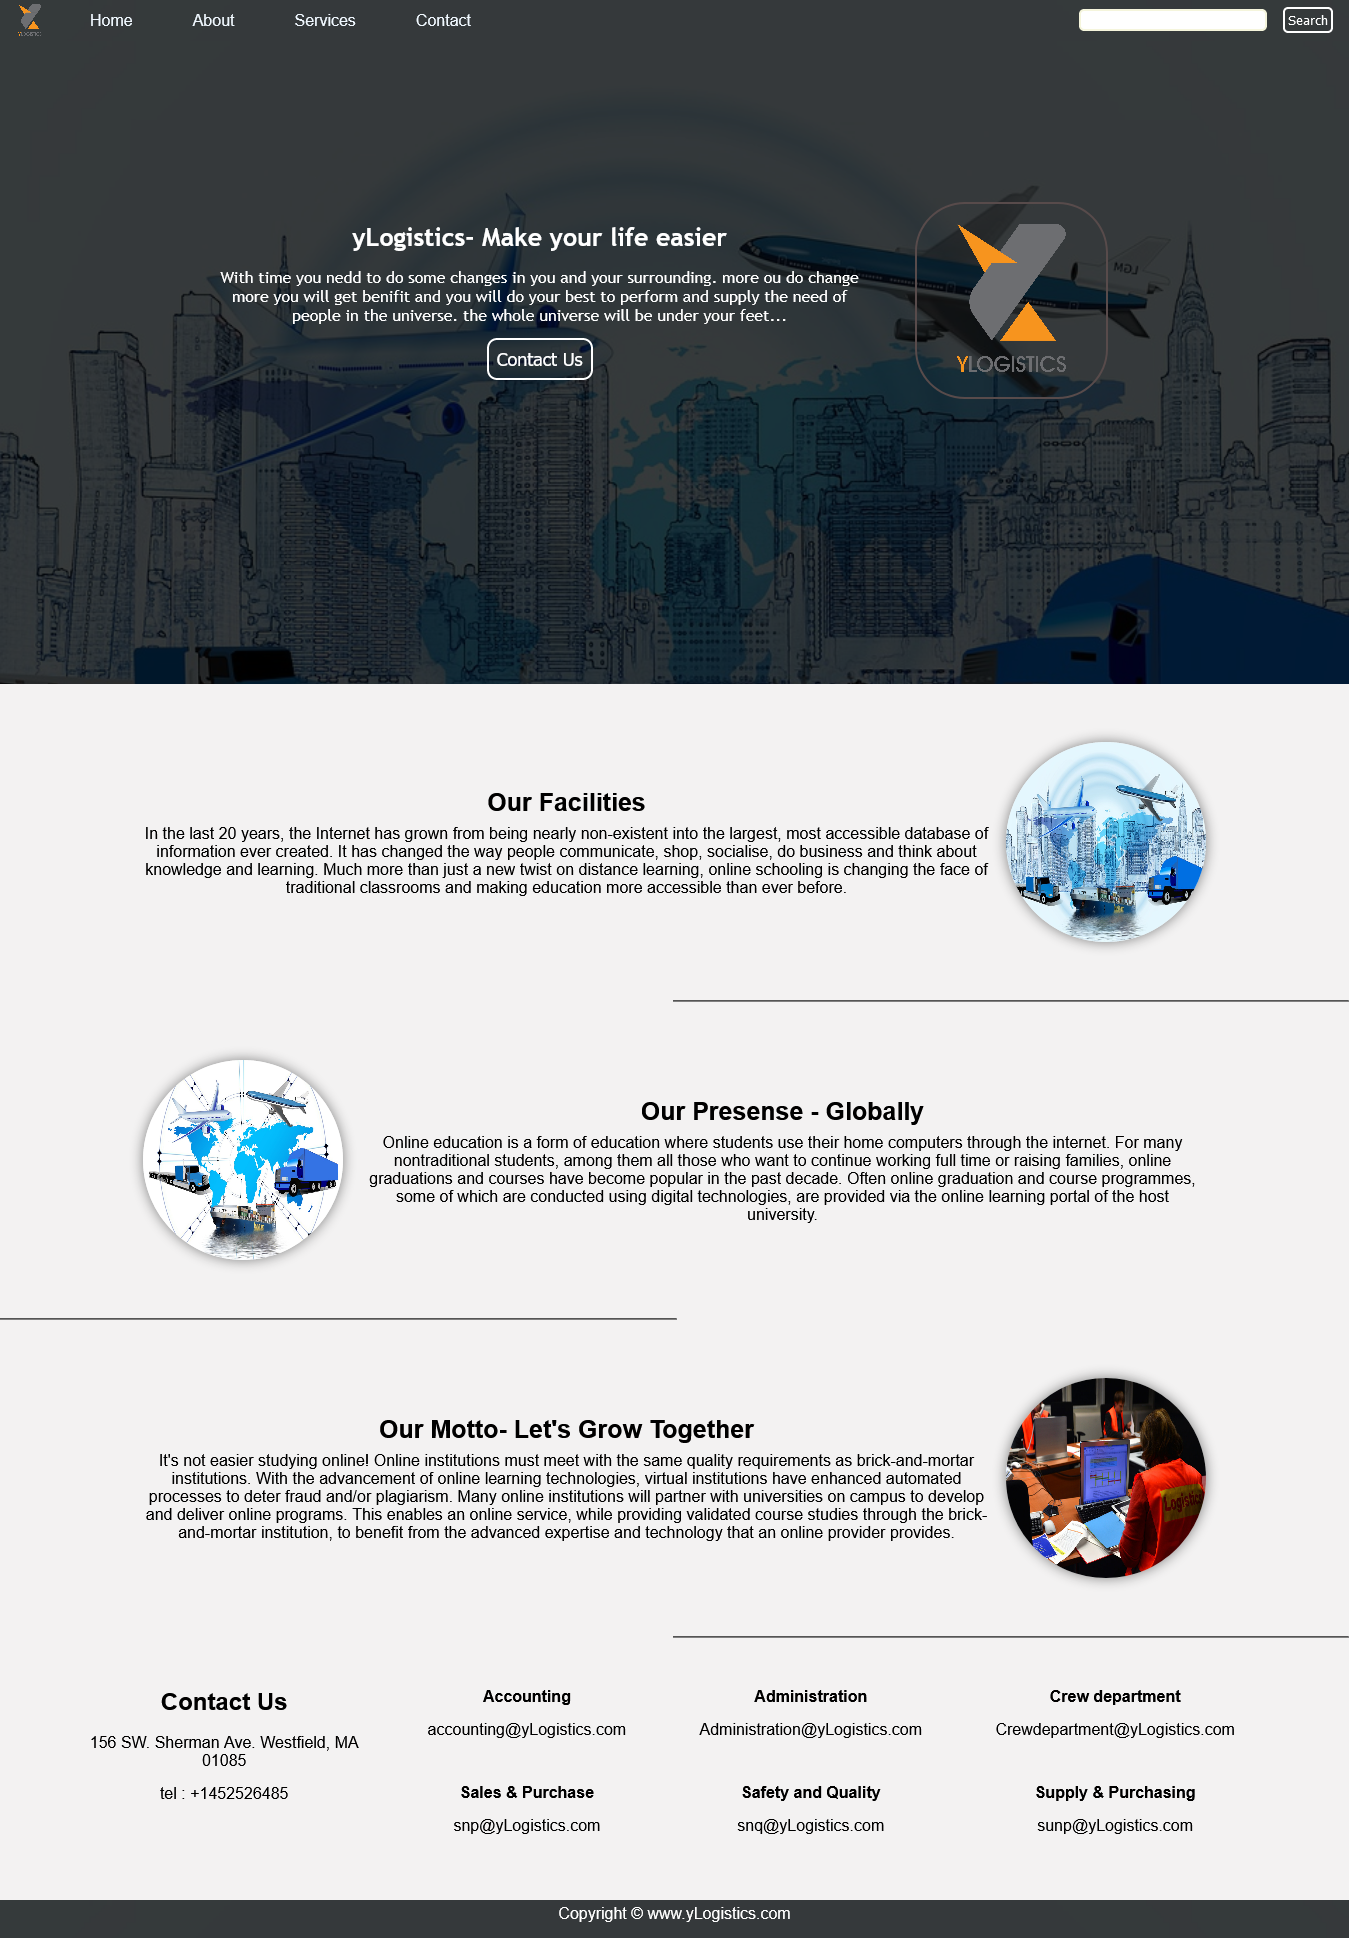 YLOGISTICS
Home
About
Services
Contact
Search
yLogistics- Make your life easier
With time you nedd to do some changes in you and your surrounding. more ou do change
more you will get benifit and you will do your best to perform and supply the need of
people in the universe. the whole universe will be under your feet...
Contact Us
LGM
YLOGISTICS
Our Facilities
In the last 20 years, the Internet has grown from being nearly non-existent into the largest, most accessible database of
information ever created. It has changed the way people communicate, shop, socialise, do business and think about
knowledge and learning. Much more than just a new twist on distance learning, online schooling is changing the face of
traditional classrooms and making education more accessible than ever before.
Our Presense - Globally
Online education is a form of education where students use their home computers through the internet. For many
nontraditional students, among them all those who want to continue working full time or raising families, online
graduations and courses have become popular in the past decade. Often online graduation and course programmes,
some of which are conducted using digital technologies, are provided via the online learning portal of the host
university.
Our Motto- Let's Grow Together
It's not easier studying online! Online institutions must meet with the same quality requirements as brick-and-mortar
institutions. With the advancement of online learning technologies, virtual institutions have enhanced automated
processes to deter fraud and/or plagiarism. Many online institutions will partner with universities on campus to develop
and deliver online programs. This enables an online service, while providing validated course studies through the brick-
and-mortar institution, to benefit from the advanced expertise and technology that an online provider provides.
Logistics
Contact Us
156 SW. Sherman Ave. Westfield, MA
01085
tel : +1452526485
Accounting
accounting@yLogistics.com
Administration
Administration@yLogistics.com
Crew department
Crewdepartment@yLogistics.com
Sales & Purchase
snp@yLogistics.com
Safety and Quality
snq@yLogistics.com
Supply & Purchasing
sunp@yLogistics.com
Copyright © www.yLogistics.com